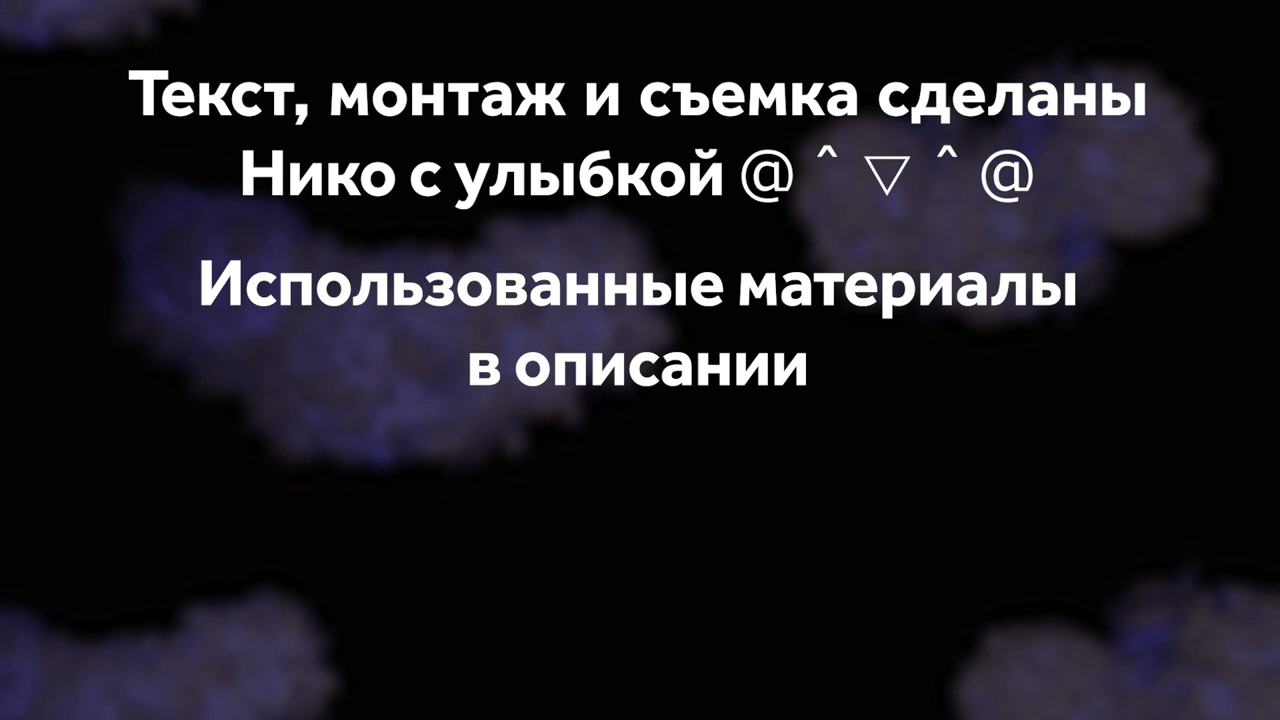 Текст, монтаж и съемка сделаны
Нико с улыбкой @＾▽＾@
Использованные материалы
в описании